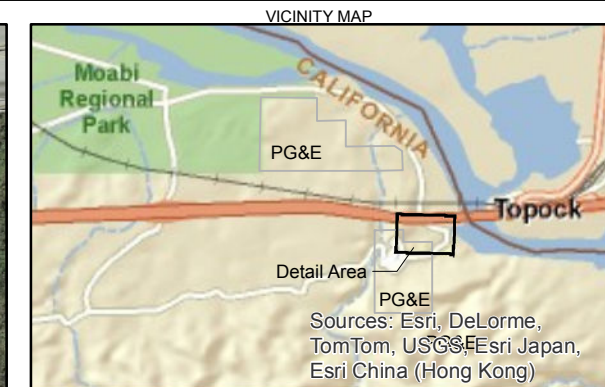 VICINITY MAP
Moabi
Regional
Park
CALIFORNIA
PG&E
Topock
Detail Area
PG&E
PG&E
Sources: Esri, DeLorme,
TomTom, USGS, Esri Japan,
Esri China (Hong Kong)